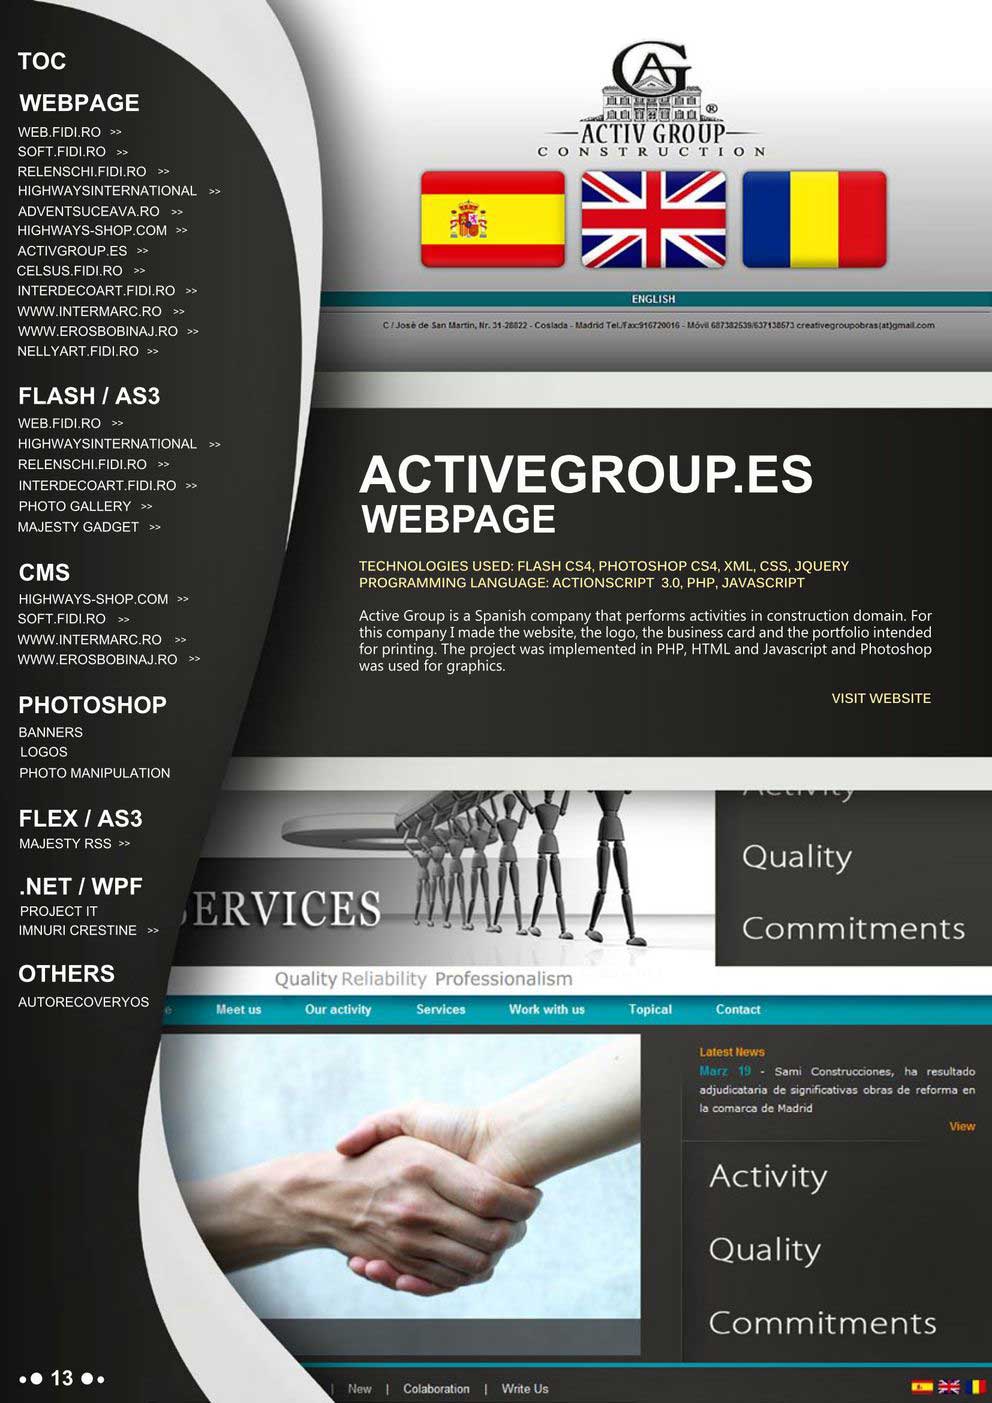 TOC
WEBPAGE
WEB.FIDI.RO >>
SOFT.FIDI.RO >>
RELENSCHI.FIDI.RO >>
HIGHWAYSINTERNATIONAL >>
ADVENTSUCEAVA.RO >>
HIGHWAYS-SHOP.COM >>
ACTIVGROUP.ES >>
CELSUS.FIDI.RO >>
INTERDECOART.FIDI.RO >>
WWW.INTERMARC.RO >>
WWW.EROSBOBINAJ.RO >>
NELLYART.FIDI.RO >>
FLASH / AS3
WEB.FIDI.RO >>
HIGHWAYSINTERNATIONAL >>
RELENSCHI.FIDI.RO >>
INTERDECOART.FIDI.RO >>
PHOTO GALLERY >>
MAJESTY GADGET >>
CMS
HIGHWAYS-SHOP.COM >>
SOFT.FIDI.RO >>
WWW.INTERMARC.RO >>
WWW.EROSBOBINAJ.RO >>
PHOTOSHOP
BANNERS
LOGOS
PHOTO MANIPULATION
FLEX / AS3
MAJESTY RSS >>
.NET / WPF
PROJECT IT
IMNURI CRESTINE >>
OTHERS
AUTORECOVERYOS
13
AG
®
ACTIV GROUP
CONSTRUCTION
ENGLISH
C / José de San Martin, Nr. 31-28822 - Coslada - Madrid Tel./Fax:916720016 - Móvil 687382539/637138573 creativegroupobras(at)gmail.com
ACTIVEGROUP.ES
WEBPAGE
TECHNOLOGIES USED: FLASH CS4, PHOTOSHOP CS4, XML, CSS, JQUERY
PROGRAMMING LANGUAGE: ACTIONSCRIPT 3.0, PHP, JAVASCRIPT
Active Group is a Spanish company that performs activities in construction domain. For
this company I made the website, the logo, the business card and the portfolio intended
for printing. The project was implemented in PHP, HTML and Javascript and Photoshop
was used for graphics.
VISIT WEBSITE
Activity
Quality
Commitments
SERVICES
Quality Reliability Professionalism
e Meet us Our activity Services Work with us Topical Contact
Latest News
Marz 19 - Sami Construcciones, ha resultado
adjudicataria de significativas obras de reforma en
la comarca de Madrid
View
Activity
Quality
Commitments
| New | Colaboration | Write Us